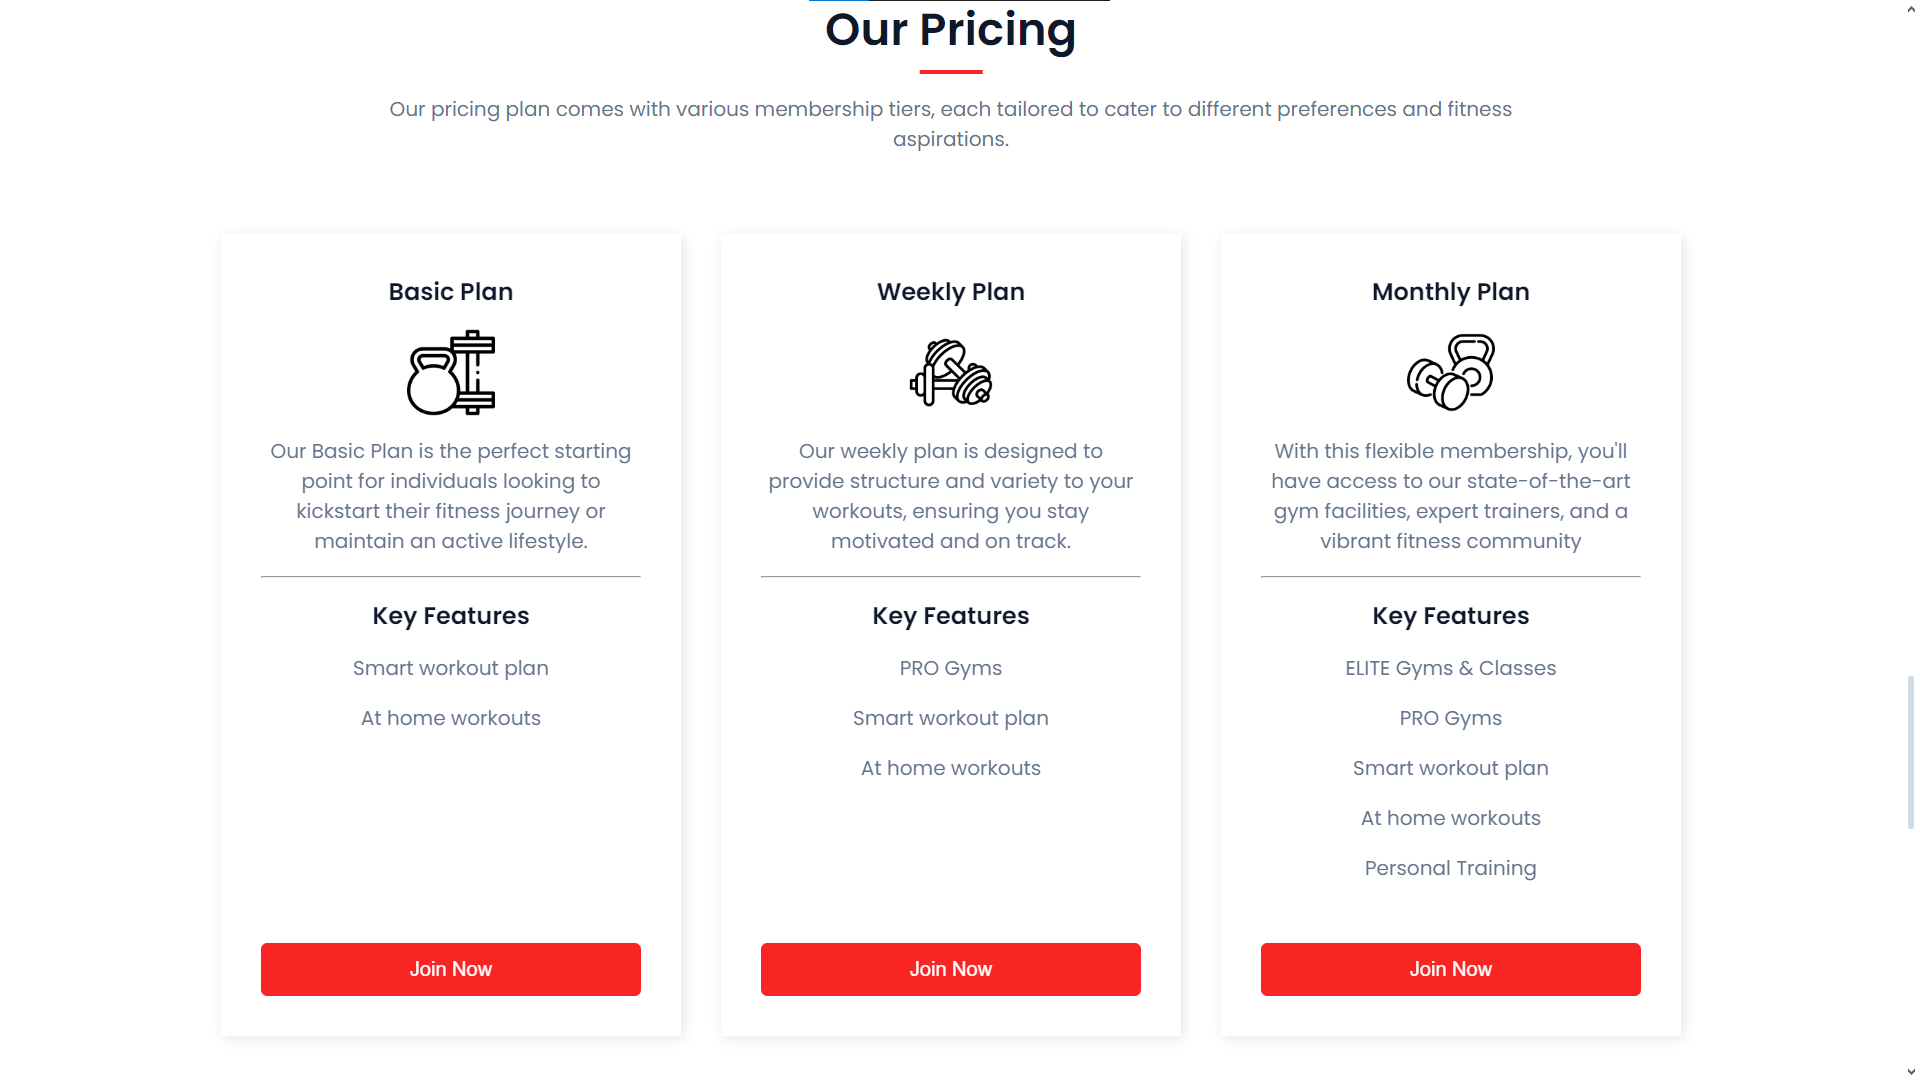 Our Pricing
Our pricing plan comes with various membership tiers, each tailored to cater to different preferences and fitness
aspirations.
Basic Plan
Our Basic Plan is the perfect starting
point for individuals looking to
kickstart their fitness journey or
maintain an active lifestyle.
Key Features
Smart workout plan
At home workouts
Join Now
Weekly Plan
Our weekly plan is designed to
provide structure and variety to your
workouts, ensuring you stay
motivated and on track.
Key Features
PRO Gyms
Smart workout plan
At home workouts
Join Now
Monthly Plan
With this flexible membership, you'll
have access to our state-of-the-art
gym facilities, expert trainers, and a
vibrant fitness community
Key Features
ELITE Gyms & Classes
PRO Gyms
Smart workout plan
At home workouts
Personal Training
Join Now